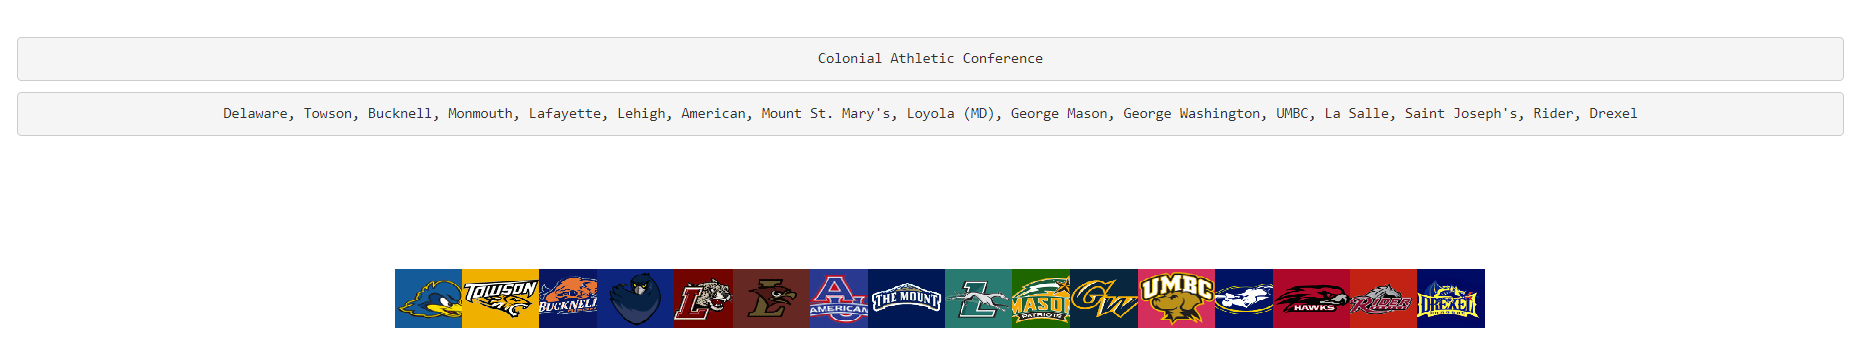 Colonial Athletic Conference
Delaware, Towson, Bucknell, Monmouth, Lafayette, Lehigh, American, Mount St. Mary's, Loyola (MD), George Mason, George Washington, UMBC, La Salle, Saint Joseph's, Rider, Drexel
TOWSON BUCKNELL L L AU AMERICAN THE MOUNT L MASON PATRIOTS GW UMBC HAWKS RIDER DREXEL